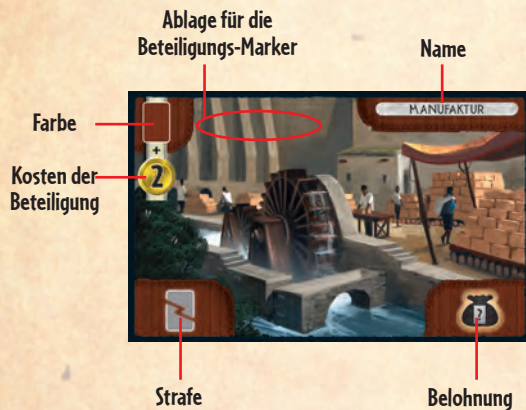 Ablage für die
Beteiligungs-Marker
Name
MANUFAKTUR
Farbe
+
Kosten der
Beteiligung
2
?
Strafe
Belohnung